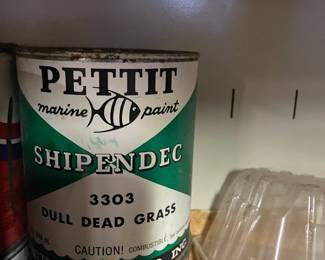 PETTIT
marine paint
SHIPENDEC
3303
DULL DEAD GRASS
CAUTION! COMBUSTIBLE
INC.